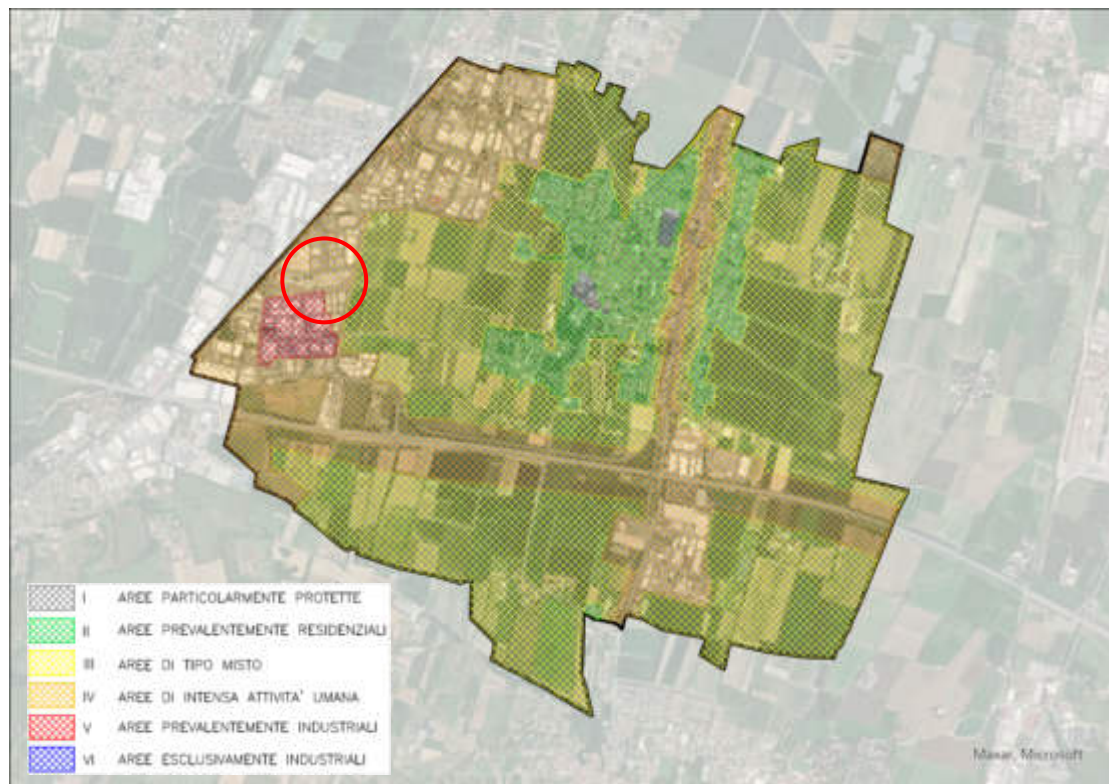 I AREE PARTICOLARMENTE PROTETTE
II AREE PREVALENTEMENTE RESIDENZIALI
III AREE DI TIPO MISTO
IV AREE DI INTENSA ATTIVITA' UMANA
V AREE PREVALENTEMENTE INDUSTRIALI
VI AREE ESCLUSIVAMENTE INDUSTRIALI
Maxar, Microsoft